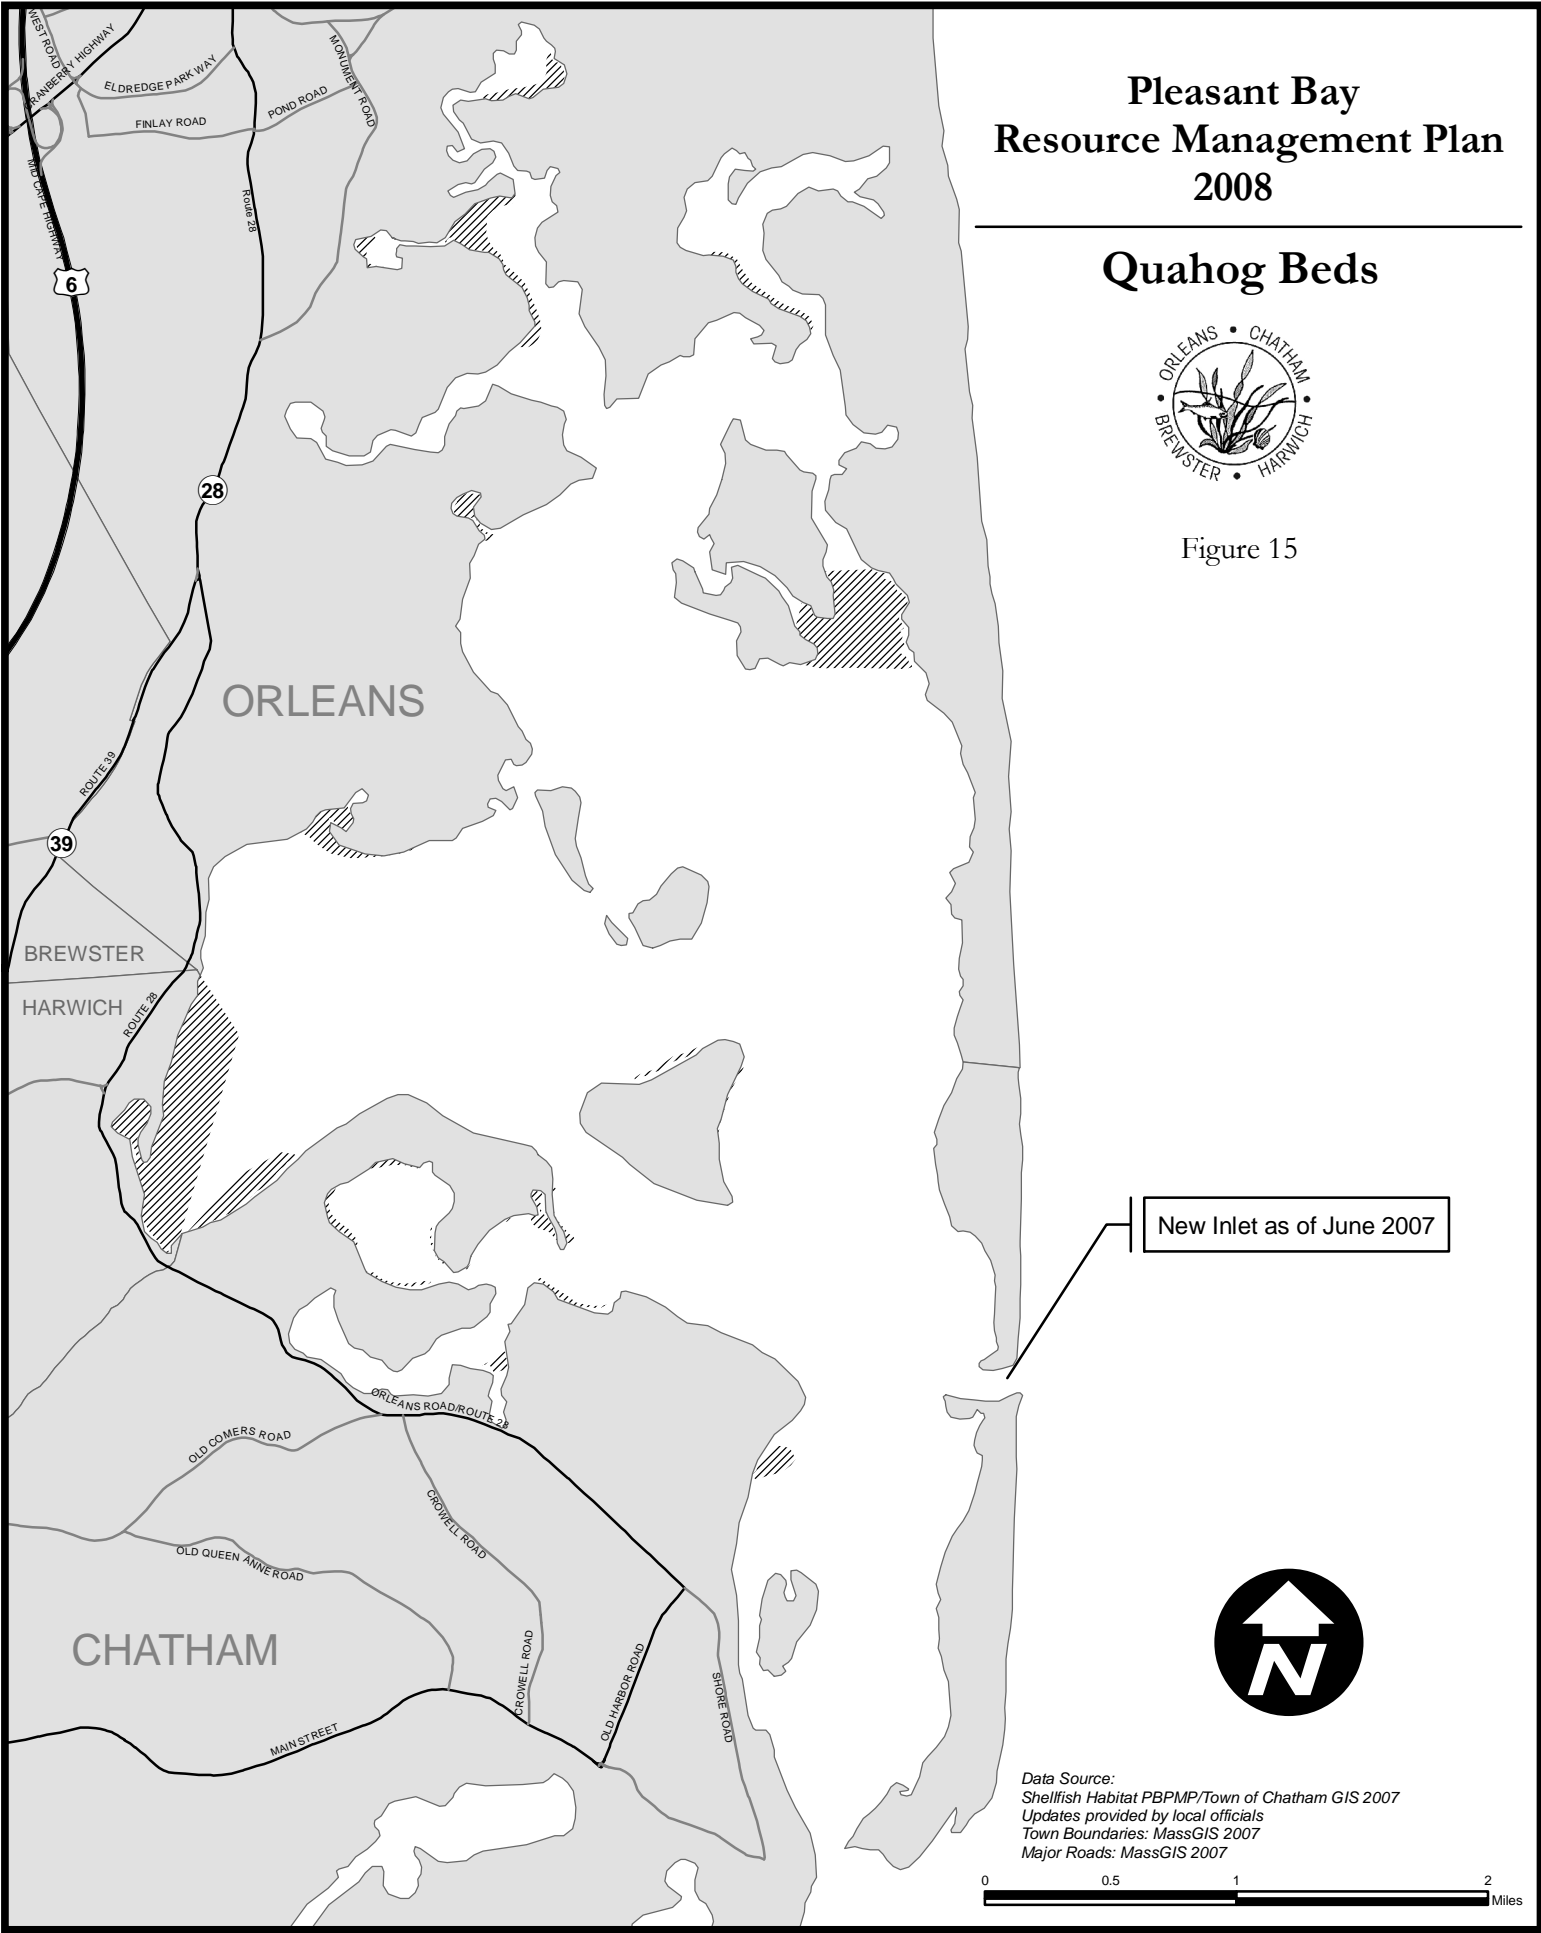 Pleasant Bay
Resource Management Plan
2008
Quahog Beds
ORLEANS • CHATHAM • HARWICH • BREWSTER •
Figure 15
WEST ROAD
CRANBERRY HIGHWAY
ELDREDGE PARK WAY
MONUMENT ROAD
POND ROAD
FINLAY ROAD
MID CAPE HIGHWAY
Route 28
6
28
ORLEANS
ROUTE 39
39
BREWSTER
HARWICH
ROUTE 28
New Inlet as of June 2007
ORLEANS ROAD/ROUTE 28
OLD COMERS ROAD
CROWELL ROAD
OLD QUEEN ANNE ROAD
CHATHAM
CROWELL ROAD
OLD HARBOR ROAD
SHORE ROAD
MAIN STREET
N
Data Source:
Shellfish Habitat PBPMP/Town of Chatham GIS 2007
Updates provided by local officials
Town Boundaries: MassGIS 2007
Major Roads: MassGIS 2007
0 0.5 1 2
Miles